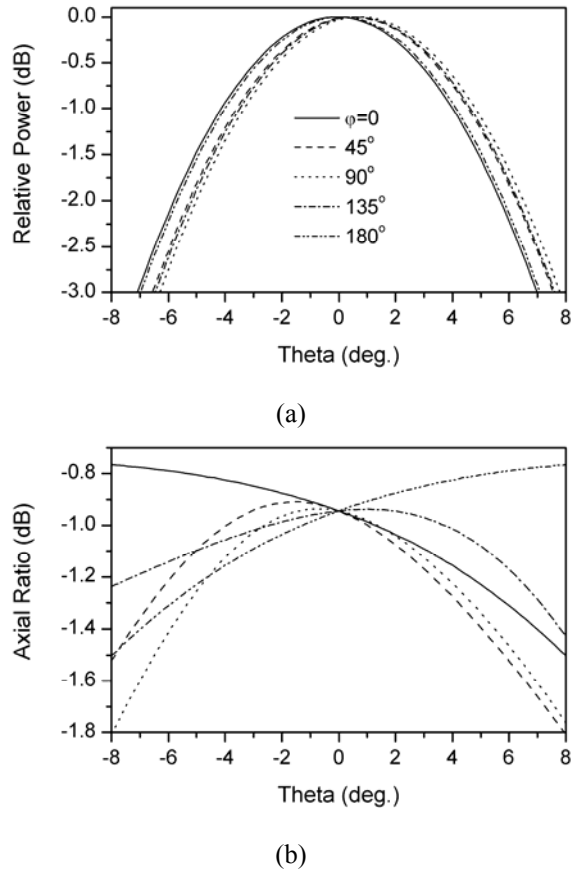 0.0
-0.5
-1.0
-1.5
-2.0
-2.5
-3.0
Relative Power (dB)
φ=0
45°
90°
135°
180°
-8 -6 -4 -2 0 2 4 6 8
Theta (deg.)
(a)
-0.8
-1.0
-1.2
-1.4
-1.6
-1.8
Axial Ratio (dB)
-8 -6 -4 -2 0 2 4 6 8
Theta (deg.)
(b)